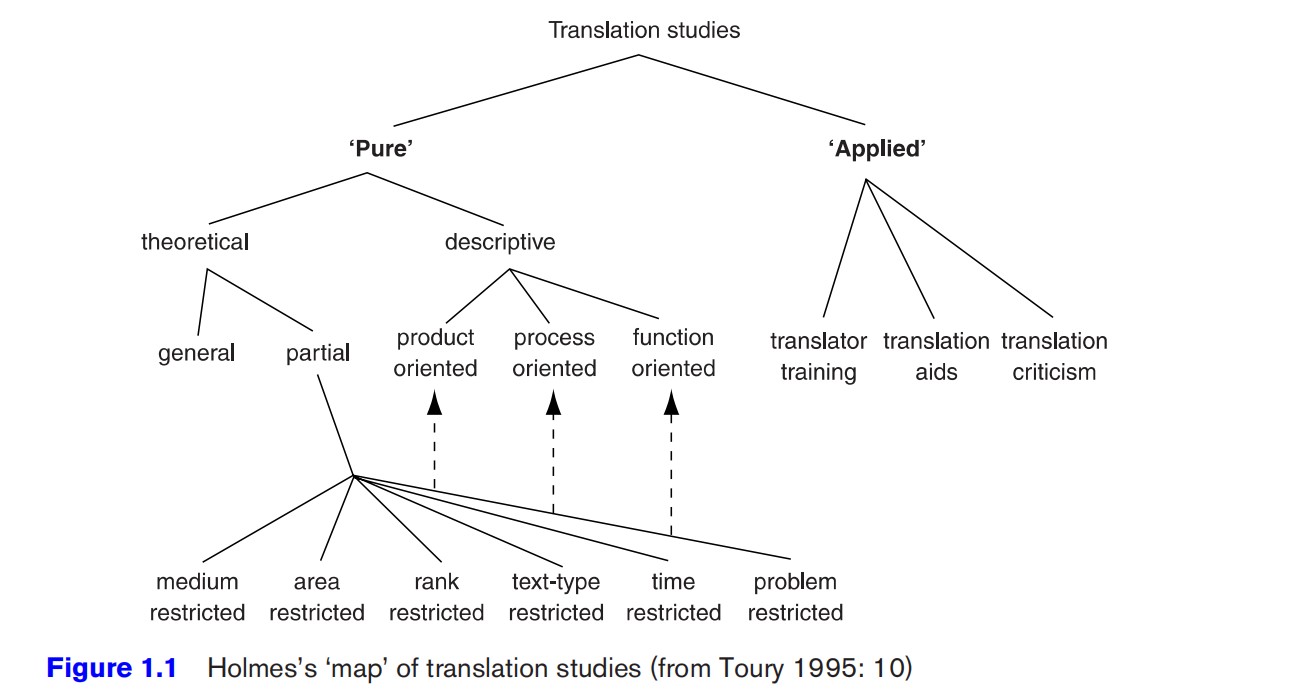 Translation studies
‘Pure’ ‘Applied’
theoretical descriptive
general partial
product
oriented
process
oriented
function
oriented
translator
training
translation
aids
translation
criticism
medium
restricted
area
restricted
rank
restricted
text-type
restricted
time
restricted
problem
restricted
Figure 1.1 Holmes’s ‘map’ of translation studies (from Toury 1995: 10)